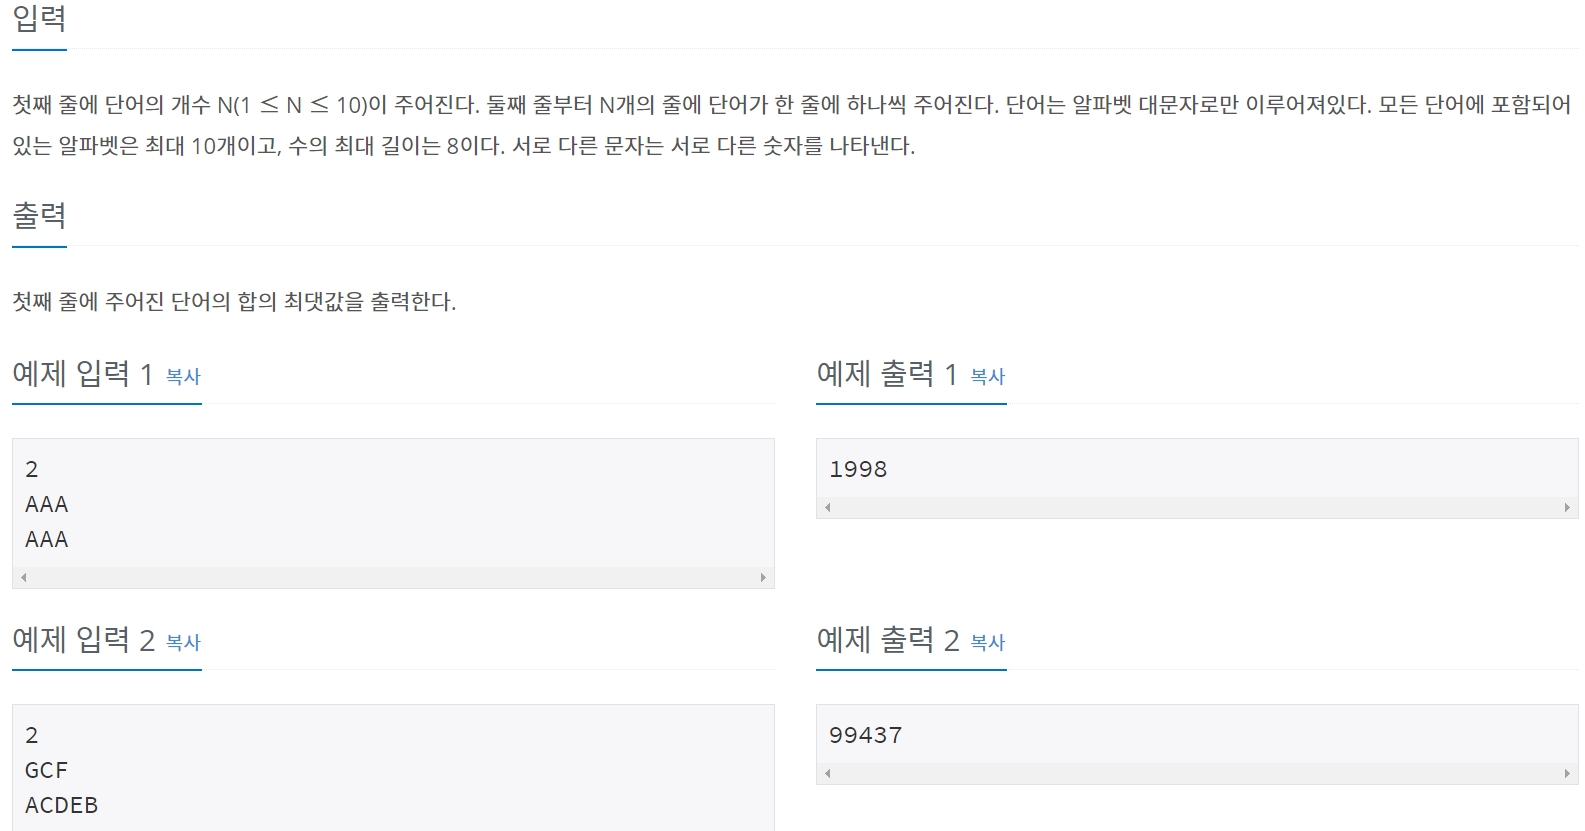 입력
첫째 줄에 단어의 개수 N(1 ≤ N ≤ 10)이 주어진다. 둘째 줄부터 N개의 줄에 단어가 한 줄에 하나씩 주어진다. 단어는 알파벳 대문자로만 이루어져있다. 모든 단어에 포함되어
있는 알파벳은 최대 10개이고, 수의 최대 길이는 8이다. 서로 다른 문자는 서로 다른 숫자를 나타낸다.
출력
첫째 줄에 주어진 단어의 합의 최댓값을 출력한다.
예제 입력 1 복사
2
AAA
AAA
예제 출력 1 복사
1998
예제 입력 2 복사
2
GCF
ACDEB
예제 출력 2 복사
99437